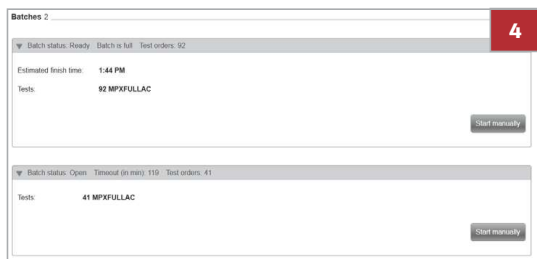 Batches 2
4
Batch status: Ready Batch is full Test orders: 92
Estimated finish time: 1:44 PM
Tests: 92 MPXFULLAC
Start manually
Batch status: Open Timeout (in min): 119 Test orders: 41
Tests: 41 MPXFULLAC
Start manually